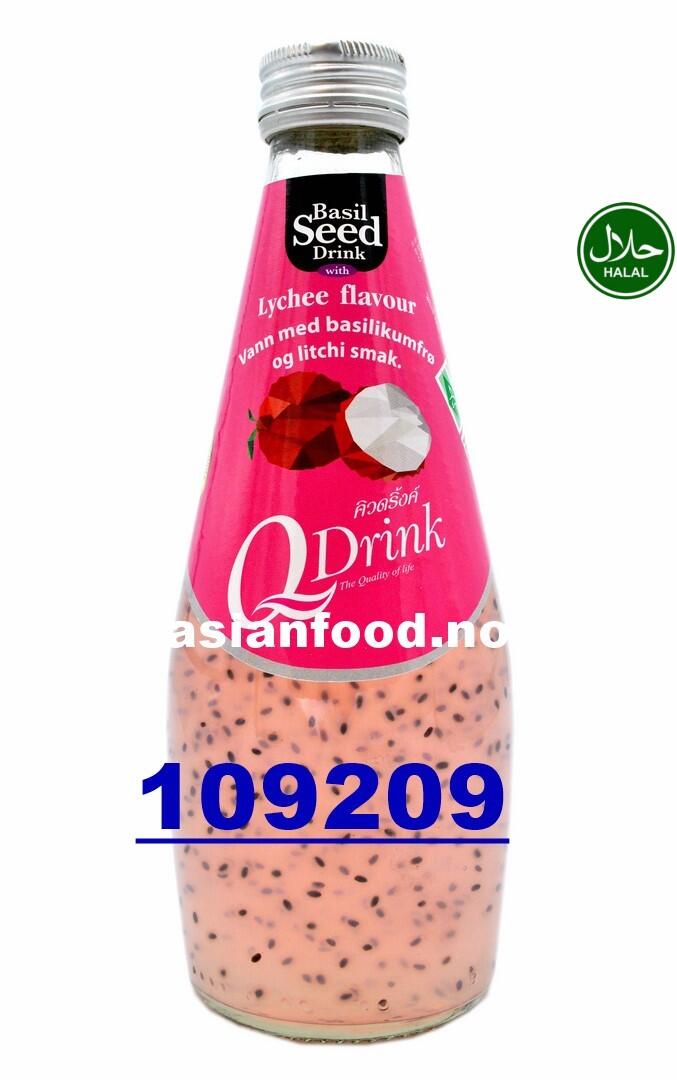 Basil
Seed
Drink
with
Lychee flavour
Vann med basilikumfrø
og litchi smak.
حلال
HALAL
คิวดริ้งค์
QDrink
The Quality of life
asianfood.no
109209